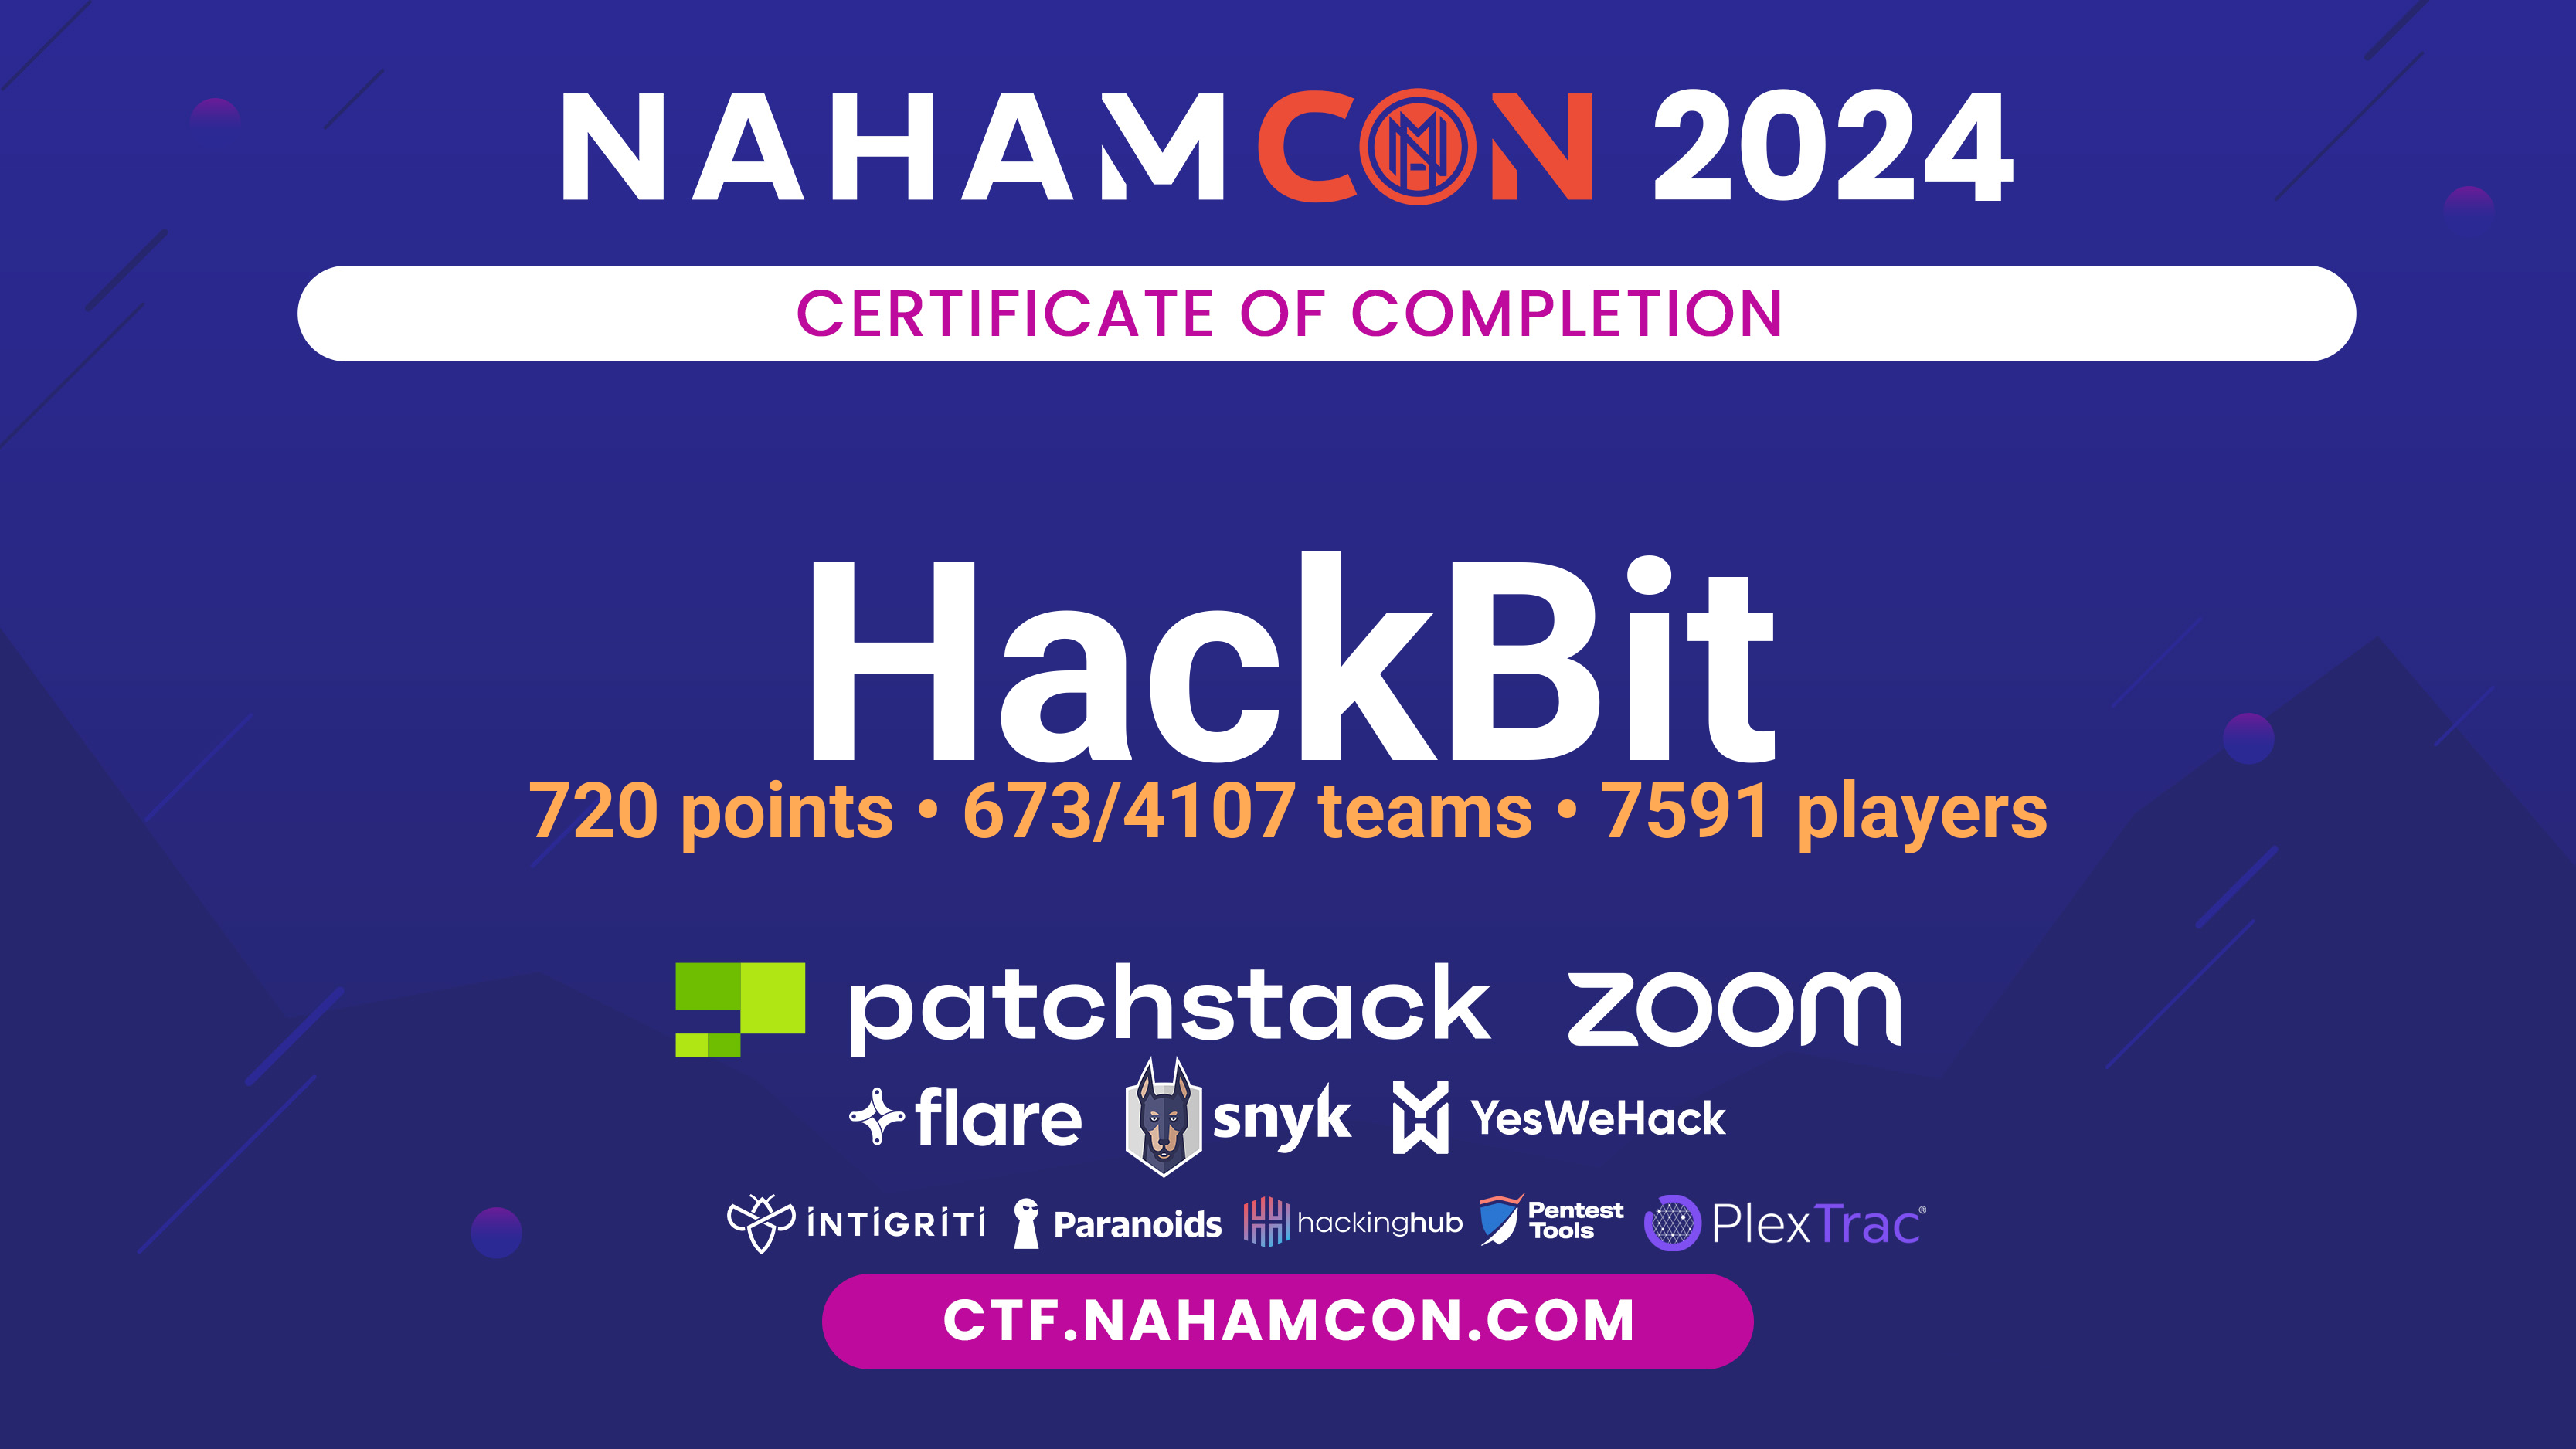 NAHAMCON 2024
CERTIFICATE OF COMPLETION
HackBit
720 points • 673/4107 teams • 7591 players
patchstack zoom
flare snyk YesWeHack
INTIGRITI Paranoids hackinghub Pentest Tools PlexTrac®
CTF.NAHAMCON.COM